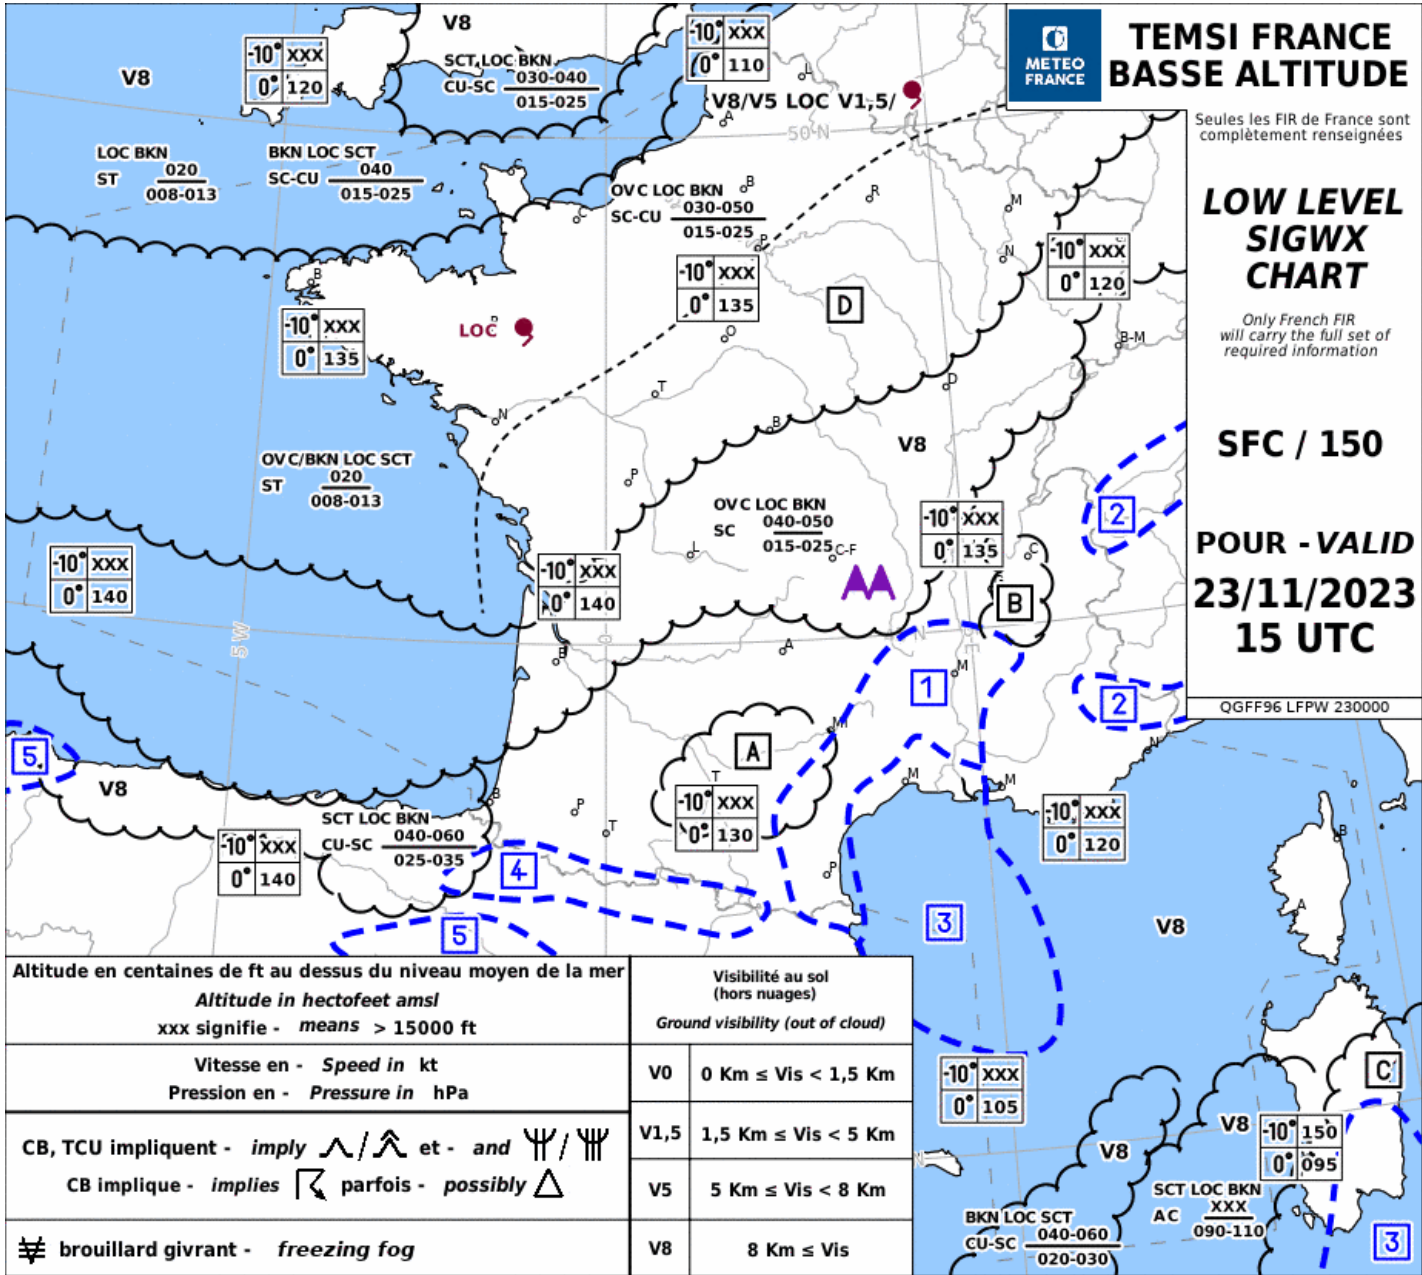 V8
V8
-10° xxx
0° 120
SCT LOC BKN
CU-SC 030-040
015-025
-10° xxx
0° 110
METEO
FRANCE
TEMSI FRANCE
BASSE ALTITUDE
V8/V5 LOC V1,5/
L
A
50 N
Seules les FIR de France sont
complètement renseignées
LOC BKN
ST 020
008-013
BKN LOC SCT
SC-CU 040
015-025
C
C
OVC LOC BKN
SC-CU 030-050
015-025
B
R
M
N
P
LOW LEVEL
SIGWX
CHART
-10° xxx
0° 120
-10° xxx
0° 135
D
B
-10° xxx
0° 135
LOC
O
B-M
Only French FIR
will carry the full set of
required information
T
D
N
B
V8
SFC / 150
OVC/BKN LOC SCT
ST 020
008-013
P
OVC LOC BKN
SC 040-050
015-025
-10° xxx
0° 135
2
L
C-F
C
POUR - VALID
23/11/2023
15 UTC
-10° xxx
0° 140
-10° xxx
0° 140
B
5 W
0
N
5 E
B
A
M
1
2
QGFF96 LFPW 230000
5
A
M
N
V8
B
T
M
M
P
T
-10° xxx
0° 130
-10° xxx
0° 120
B
SCT LOC BKN
CU-SC 040-060
025-035
-10° xxx
0° 140
4
P
A
5
3
V8
Altitude en centaines de ft au dessus du niveau moyen de la mer
Altitude in hectofeet amsl
xxx signifie - means > 15000 ft
Visibilité au sol
(hors nuages)
Ground visibility (out of cloud)
Vitesse en - Speed in kt
Pression en - Pressure in hPa
V0 0 Km ≤ Vis < 1,5 Km
V1,5 1,5 Km ≤ Vis < 5 Km
V5 5 Km ≤ Vis < 8 Km
V8 8 Km ≤ Vis
CB, TCU impliquent - imply / et - and /
CB implique - implies parfois - possibly
brouillard givrant - freezing fog
-10° xxx
0° 105
C
V8
V8
N
-10° 150
0° 095
BKN LOC SCT
CU-SC 040-060
020-030
SCT LOC BKN
AC XXX
090-110
3